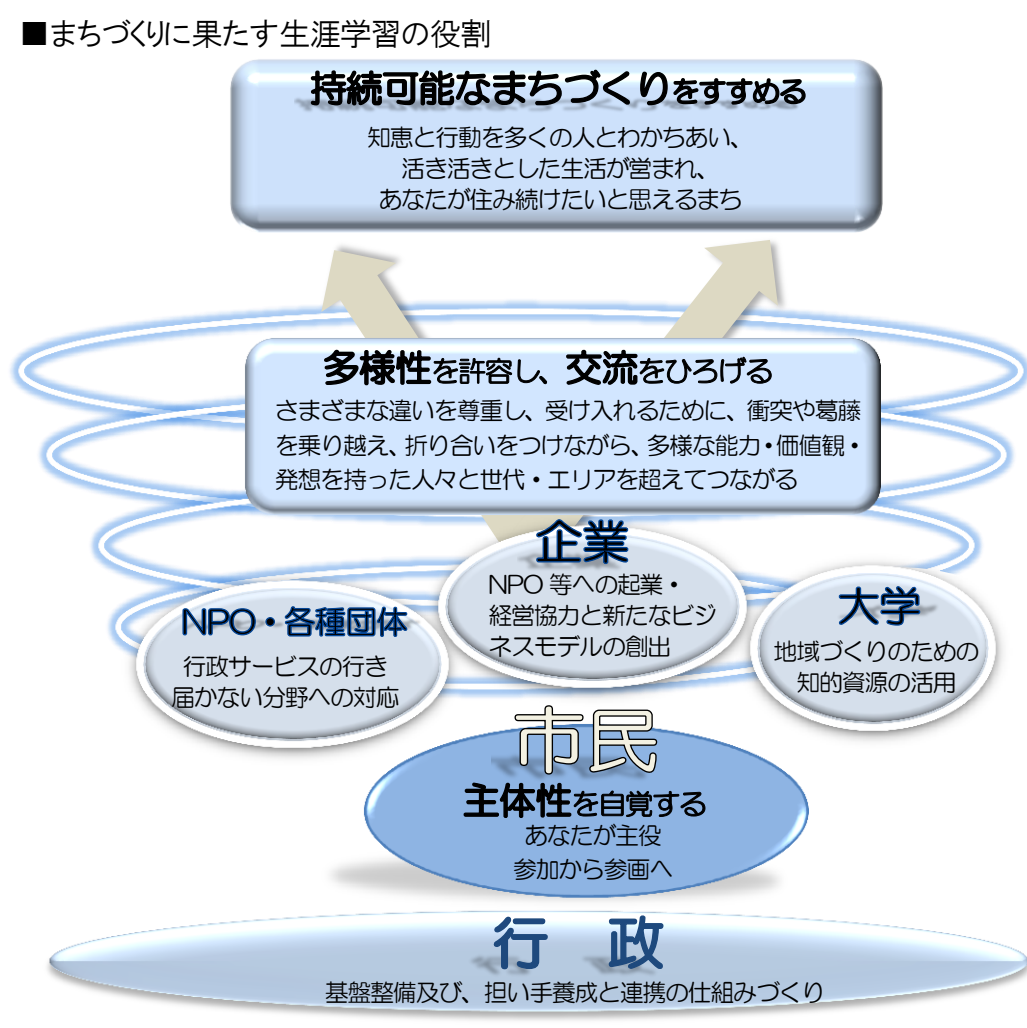 ■まちづくりに果たす生涯学習の役割
持続可能なまちづくりをすすめる
知恵と行動を多くの人とわかちあい、
活き活きとした生活が営まれ、
あなたが住み続けたいと思えるまち
多様性を許容し、交流をひろげる
さまざまな違いを尊重し、受け入れるために、衝突や葛藤
を乗り越え、折り合いをつけながら、多様な能力・価値観・
発想を持った人々と世代・エリアを超えてつながる
企業
NPO 等への起業・
経営協力と新たなビジ
ネスモデルの創出
NPO・各種団体
行政サービスの行き
届かない分野への対応
大学
地域づくりのための
知的資源の活用
市民
主体性を自覚する
あなたが主役
参加から参画へ
行　政
基盤整備及び、担い手養成と連携の仕組みづくり